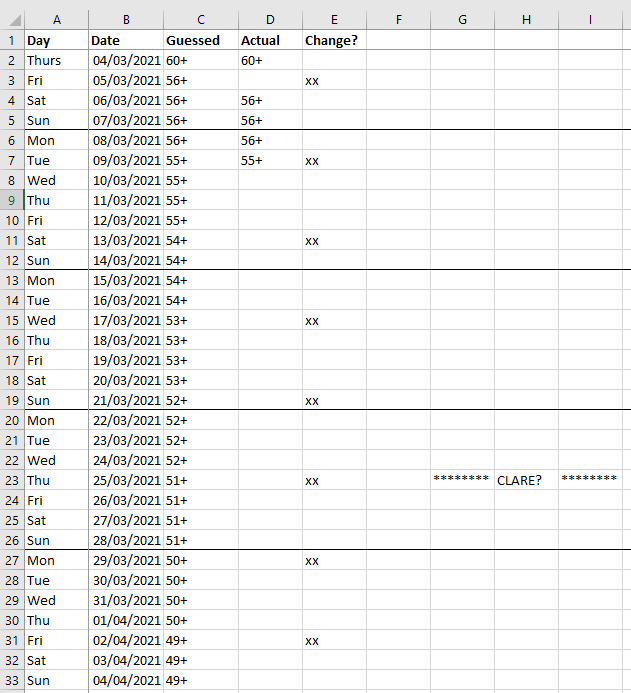 A B C D E F G H I
1 Day Date Guessed Actual Change?
2 Thurs 04/03/2021 60+ 60+
3 Fri 05/03/2021 56+ xx
4 Sat 06/03/2021 56+ 56+
5 Sun 07/03/2021 56+ 56+
6 Mon 08/03/2021 56+ 56+
7 Tue 09/03/2021 55+ 55+ xx
8 Wed 10/03/2021 55+
9 Thu 11/03/2021 55+
10 Fri 12/03/2021 55+
11 Sat 13/03/2021 54+ xx
12 Sun 14/03/2021 54+
13 Mon 15/03/2021 54+
14 Tue 16/03/2021 54+
15 Wed 17/03/2021 53+ xx
16 Thu 18/03/2021 53+
17 Fri 19/03/2021 53+
18 Sat 20/03/2021 53+
19 Sun 21/03/2021 52+ xx
20 Mon 22/03/2021 52+
21 Tue 23/03/2021 52+
22 Wed 24/03/2021 52+
23 Thu 25/03/2021 51+ xx ******** CLARE? ********
24 Fri 26/03/2021 51+
25 Sat 27/03/2021 51+
26 Sun 28/03/2021 51+
27 Mon 29/03/2021 50+ xx
28 Tue 30/03/2021 50+
29 Wed 31/03/2021 50+
30 Thu 01/04/2021 50+
31 Fri 02/04/2021 49+ xx
32 Sat 03/04/2021 49+
33 Sun 04/04/2021 49+